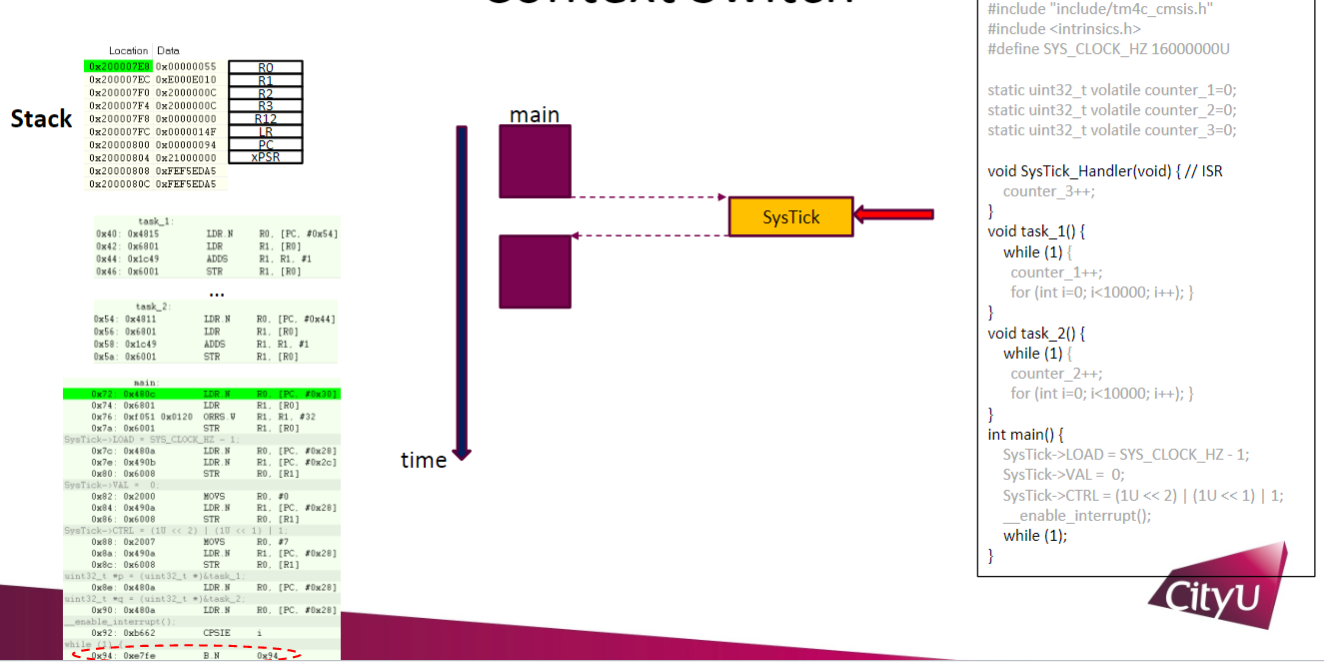 Context Switch
Location Data
0x200007E8 0x00000055 R0
0x200007EC 0xE000E010 R1
0x200007F0 0x2000000C R2
0x200007F4 0x2000000C R3
0x200007F8 0x00000000 R12
0x200007FC 0x0000014F LR
0x20000800 0x00000094 PC
0x20000804 0x21000000 xPSR
0x20000808 0xFEF5EDA5
0x2000080C 0xFEF5EDA5
Stack
task_1:
0x40: 0x4815 LDR.N R0, [PC, #0x54]
0x42: 0x6801 LDR R1, [R0]
0x44: 0x1c49 ADDS R1, R1, #1
0x46: 0x6001 STR R1, [R0]
...
task_2:
0x54: 0x4811 LDR.N R0, [PC, #0x44]
0x56: 0x6801 LDR R1, [R0]
0x58: 0x1c49 ADDS R1, R1, #1
0x5a: 0x6001 STR R1, [R0]
main:
0x72: 0x480c LDR.N R0, [PC, #0x30]
0x74: 0x6801 LDR R1, [R0]
0x76: 0xf051 0x0120 ORRS.W R1, R1, #32
0x7a: 0x6001 STR R1, [R0]
SysTick->LOAD = SYS_CLOCK_HZ - 1;
0x7c: 0x480a LDR.N R0, [PC, #0x28]
0x7e: 0x490b LDR.N R1, [PC, #0x2c]
0x80: 0x6008 STR R0, [R1]
SysTick->VAL = 0;
0x82: 0x2000 MOVS R0, #0
0x84: 0x490a LDR.N R1, [PC, #0x28]
0x86: 0x6008 STR R0, [R1]
SysTick->CTRL = (1U << 2) | (1U << 1) | 1;
0x88: 0x2007 MOVS R0, #7
0x8a: 0x490a LDR.N R1, [PC, #0x28]
0x8c: 0x6008 STR R0, [R1]
uint32_t *p = (uint32_t *)&task_1;
0x8e: 0x480a LDR.N R0, [PC, #0x28]
uint32_t *q = (uint32_t *)&task_2;
0x90: 0x480a LDR.N R0, [PC, #0x28]
__enable_interrupt();
0x92: 0xb662 CPSIE i
while (1) {
0x94: 0xe7fe B.N 0x94
main
SysTick
time
#include "include/tm4c_cmsis.h"
#include <intrinsics.h>
#define SYS_CLOCK_HZ 16000000U
static uint32_t volatile counter_1=0;
static uint32_t volatile counter_2=0;
static uint32_t volatile counter_3=0;
void SysTick_Handler(void) { // ISR
counter_3++;
}
void task_1() {
while (1) {
counter_1++;
for (int i=0; i<10000; i++); }
}
void task_2() {
while (1) {
counter_2++;
for (int i=0; i<10000; i++); }
}
int main() {
SysTick->LOAD = SYS_CLOCK_HZ - 1;
SysTick->VAL = 0;
SysTick->CTRL = (1U << 2) | (1U << 1) | 1;
__enable_interrupt();
while (1);
}
CityU